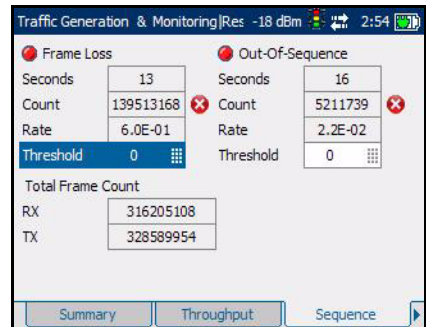 Traffic Generation & Monitoring|Res -18 dBm 2:54
Frame Loss Out-Of-Sequence
Seconds 13 Seconds 16
Count 139513168 Count 5211739
Rate 6.0E-01 Rate 2.2E-02
Threshold 0 Threshold 0
Total Frame Count
RX 316205108
TX 328589954
Summary Throughput Sequence